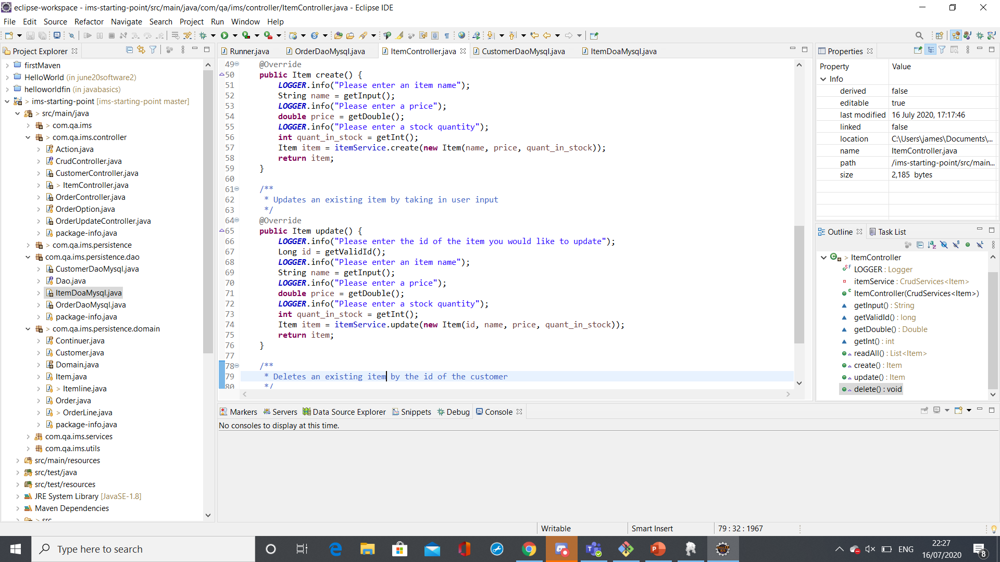 eclipse-workspace - ims-starting-point/src/main/java/com/qa/ims/controller/ItemController.java - Eclipse IDE
File Edit Source Refactor Navigate Search Project Run Window Help
Project Explorer
firstMaven
HelloWorld (in june20software2)
helloworldfin (in javabasics)
> ims-starting-point [ims-starting-point master]
> src/main/java
> com.qa.ims
> com.qa.ims.controller
Action.java
CrudController.java
CustomerController.java
> ItemController.java
OrderController.java
OrderOption.java
OrderUpdateController.java
package-info.java
> com.qa.ims.persistence
com.qa.ims.persistence.dao
CustomerDaoMysql.java
Dao.java
ItemDoaMysql.java
OrderDaoMysql.java
package-info.java
> com.qa.ims.persistence.domain
Continuer.java
Customer.java
Domain.java
Item.java
> Itemline.java
Order.java
> OrderLine.java
package-info.java
com.qa.ims.services
com.qa.ims.utils
src/main/resources
src/test/java
src/test/resources
JRE System Library [JavaSE-1.8]
Maven Dependencies
> src
Runner.java OrderDaoMysql.java ItemController.java CustomerDaoMysql.java ItemDoaMysql.java
49 @Override
50 public Item create() {
51 LOGGER.info("Please enter an item name");
52 String name = getInput();
53 LOGGER.info("Please enter a price");
54 double price = getDouble();
55 LOGGER.info("Please enter a stock quantity");
56 int quant_in_stock = getInt();
57 Item item = itemService.create(new Item(name, price, quant_in_stock));
58 return item;
59 }
60
61 /**
62 * Updates an existing item by taking in user input
63 */
64 @Override
65 public Item update() {
66 LOGGER.info("Please enter the id of the item you would like to update");
67 Long id = getValidId();
68 LOGGER.info("Please enter an item name");
69 String name = getInput();
70 LOGGER.info("Please enter a price");
71 double price = getDouble();
72 LOGGER.info("Please enter a stock quantity");
73 int quant_in_stock = getInt();
74 Item item = itemService.update(new Item(id, name, price, quant_in_stock));
75 return item;
76 }
77
78 /**
79 * Deletes an existing item by the id of the customer
80 */
Properties
Property Value
Info
derived false
editable true
last modified 16 July 2020, 17:17:46
linked false
location C:\Users\james\Documents\...
name ItemController.java
path /ims-starting-point/src/main...
size 2,185 bytes
Outline Task List
> ItemController
LOGGER : Logger
itemService : CrudServices<Item>
ItemController(CrudServices<Item>)
getInput() : String
getValidId() : long
getDouble() : Double
getInt() : int
readAll() : List<Item>
create() : Item
update() : Item
delete() : void
Markers Servers Data Source Explorer Snippets Debug Console
No consoles to display at this time.
Writable Smart Insert 79 : 32 : 1967
Type here to search
ENG
22:27
16/07/2020
8